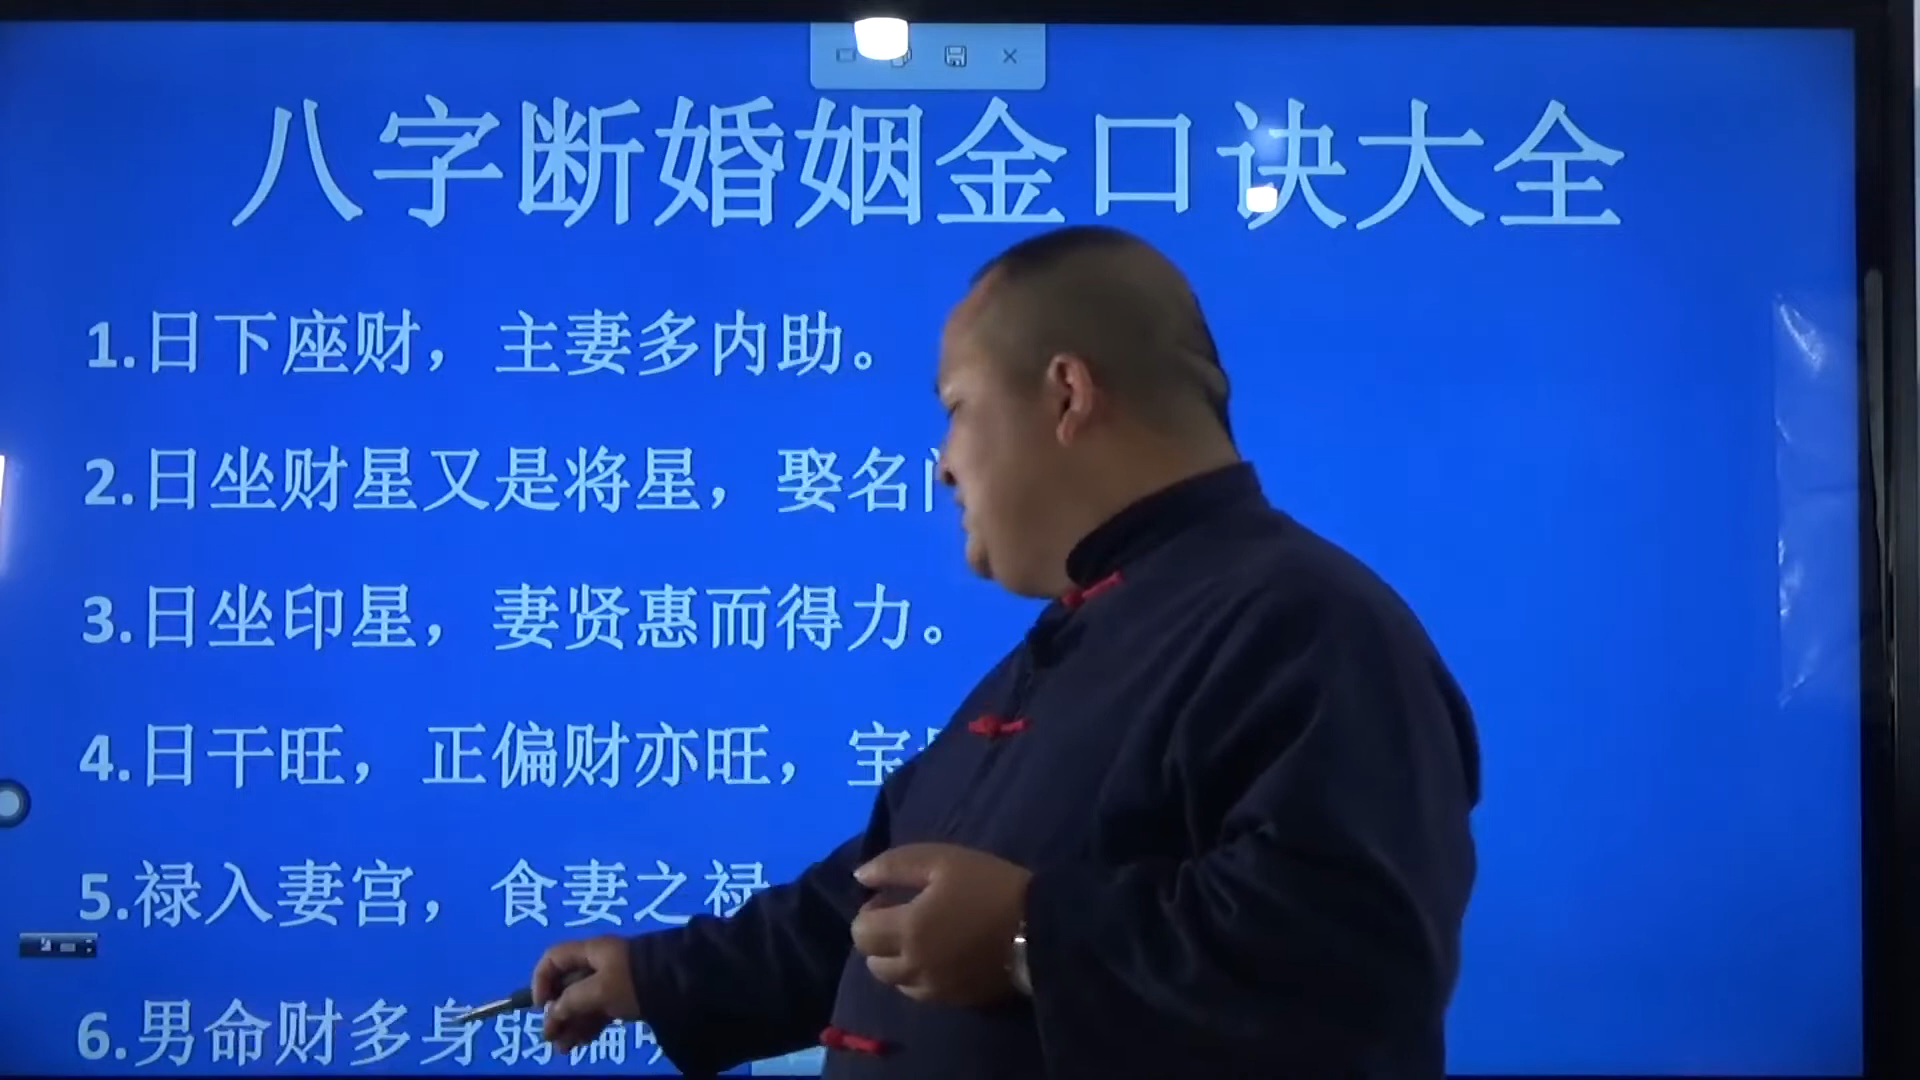 八字断婚姻金口诀大全
1.日下座财，主妻多内助。
2.日坐财星又是将星，娶名
3.日坐印星，妻贤惠而得力。
4.日干旺，正偏财亦旺，宝
5.禄入妻宫，食妻之禄
6.男命财多身弱偏